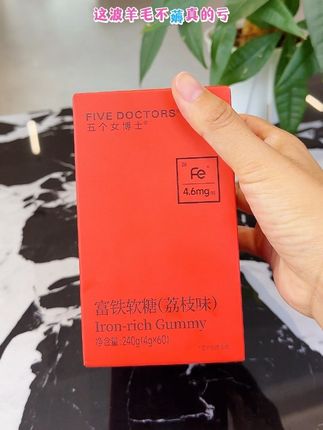 这波羊毛不薅真的亏
FIVE DOCTORS
五个女博士®
26
Fe
4.6mg
富铁软糖(荔枝味)
Iron-rich Gummy
净含量:240g(4g×60)